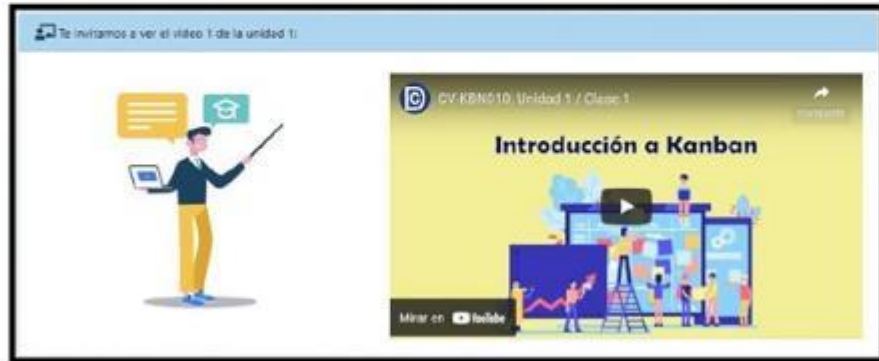 Te invitamos a ver el video 1 de la unidad 1:
CV-KBN010: Unidad 1 / Clase 1
Introducción a Kanban
Mirar en YouTube